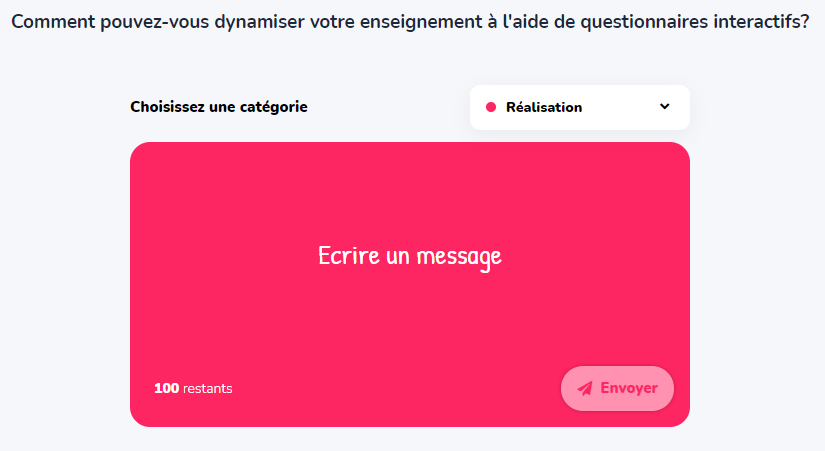 Comment pouvez-vous dynamiser votre enseignement à l'aide de questionnaires interactifs?
Choisissez une catégorie
Réalisation
Ecrire un message
100 restants
Envoyer